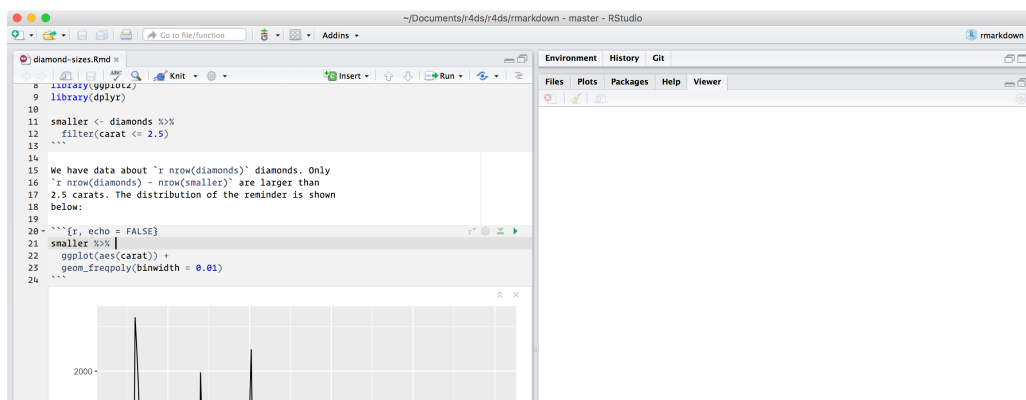 ~/Documents/r4ds/r4ds/rmarkdown - master - RStudio
Go to file/function Addins rmarkdown
diamond-sizes.Rmd Environment History Git
ABC Knit Insert Run Files Plots Packages Help Viewer
8 library(ggplot2)
9 library(dplyr)
10
11 smaller <- diamonds %>%
12 filter(carat <= 2.5)
13 ```
14
15 We have data about `r nrow(diamonds)` diamonds. Only
16 `r nrow(diamonds) - nrow(smaller)` are larger than
17 2.5 carats. The distribution of the reminder is shown
18 below:
19
20 ```{r, echo = FALSE}
21 smaller %>%
22 ggplot(aes(carat)) +
23 geom_freqpoly(binwidth = 0.01)
24 ```
2000